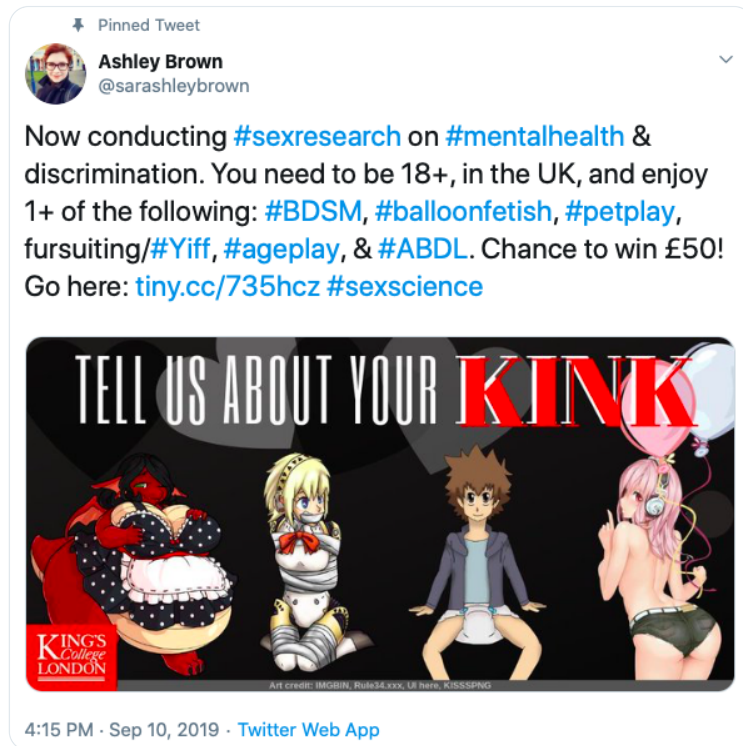 Pinned Tweet
Ashley Brown
@sarashleybrown
Now conducting #sexresearch on #mentalhealth &
discrimination. You need to be 18+, in the UK, and enjoy
1+ of the following: #BDSM, #balloonfetish, #petplay,
fursuiting/#Yiff, #ageplay, & #ABDL. Chance to win £50!
Go here: tiny.cc/735hcz #sexscience
TELL US ABOUT YOUR KINK
KING'S
College
LONDON
Art credit: IMGBIN, Rule34.xxx, UI here, KISSSPNG
4:15 PM · Sep 10, 2019 · Twitter Web App